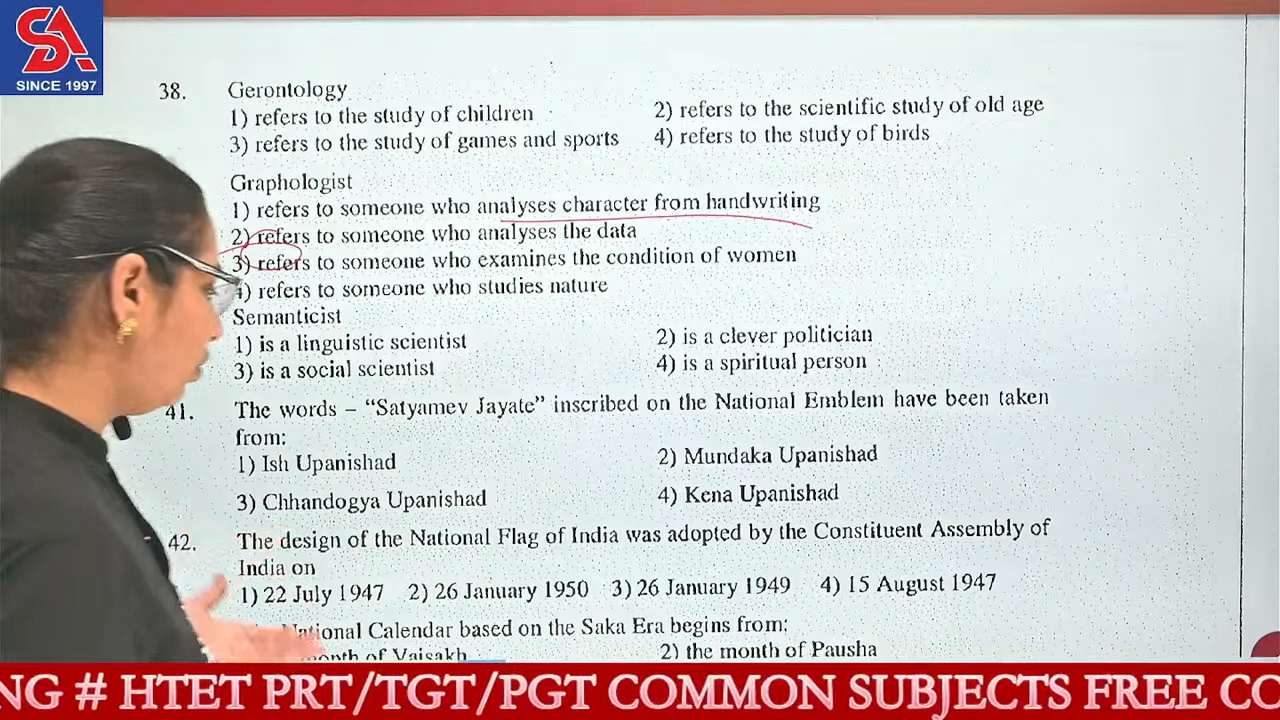 SA
SINCE 1997
38. Gerontology
1) refers to the study of children 2) refers to the scientific study of old age
3) refers to the study of games and sports 4) refers to the study of birds
Graphologist
1) refers to someone who analyses character from handwriting
2) refers to someone who analyses the data
3) refers to someone who examines the condition of women
4) refers to someone who studies nature
Semanticist
1) is a linguistic scientist 2) is a clever politician
3) is a social scientist 4) is a spiritual person
41. The words – "Satyamev Jayate" inscribed on the National Emblem have been taken
from:
1) Ish Upanishad 2) Mundaka Upanishad
3) Chhandogya Upanishad 4) Kena Upanishad
42. The design of the National Flag of India was adopted by the Constituent Assembly of
India on
1) 22 July 1947 2) 26 January 1950 3) 26 January 1949 4) 15 August 1947
National Calendar based on the Saka Era begins from:
month of Vaisakh 2) the month of Pausha
NG # HTET PRT/TGT/PGT COMMON SUBJECTS FREE CO